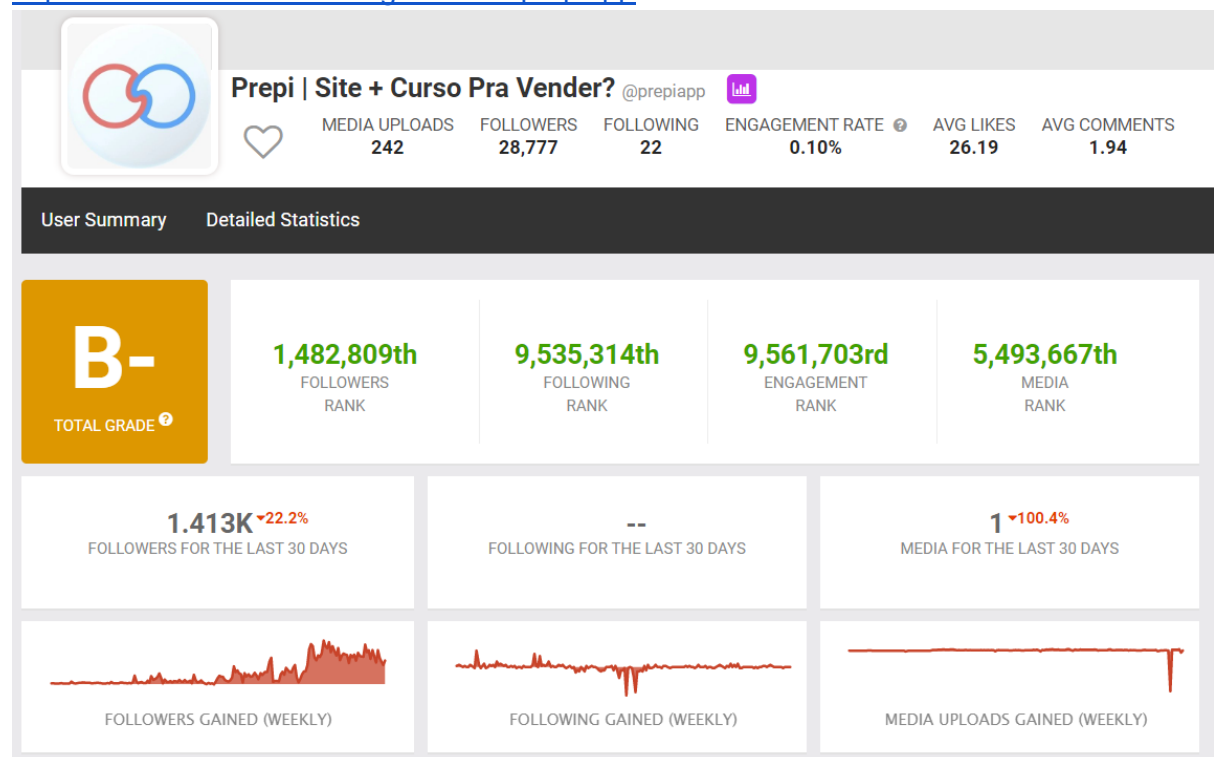 Prepi | Site + Curso Pra Vender? @prepiapp
MEDIA UPLOADS FOLLOWERS FOLLOWING ENGAGEMENT RATE ? AVG LIKES AVG COMMENTS
242 28,777 22 0.10% 26.19 1.94
User Summary Detailed Statistics
B-
TOTAL GRADE ?
1,482,809th 9,535,314th 9,561,703rd 5,493,667th
FOLLOWERS FOLLOWING ENGAGEMENT MEDIA
RANK RANK RANK RANK
1.413K 22.2% -- 1 100.4%
FOLLOWERS FOR THE LAST 30 DAYS FOLLOWING FOR THE LAST 30 DAYS MEDIA FOR THE LAST 30 DAYS
FOLLOWERS GAINED (WEEKLY) FOLLOWING GAINED (WEEKLY) MEDIA UPLOADS GAINED (WEEKLY)